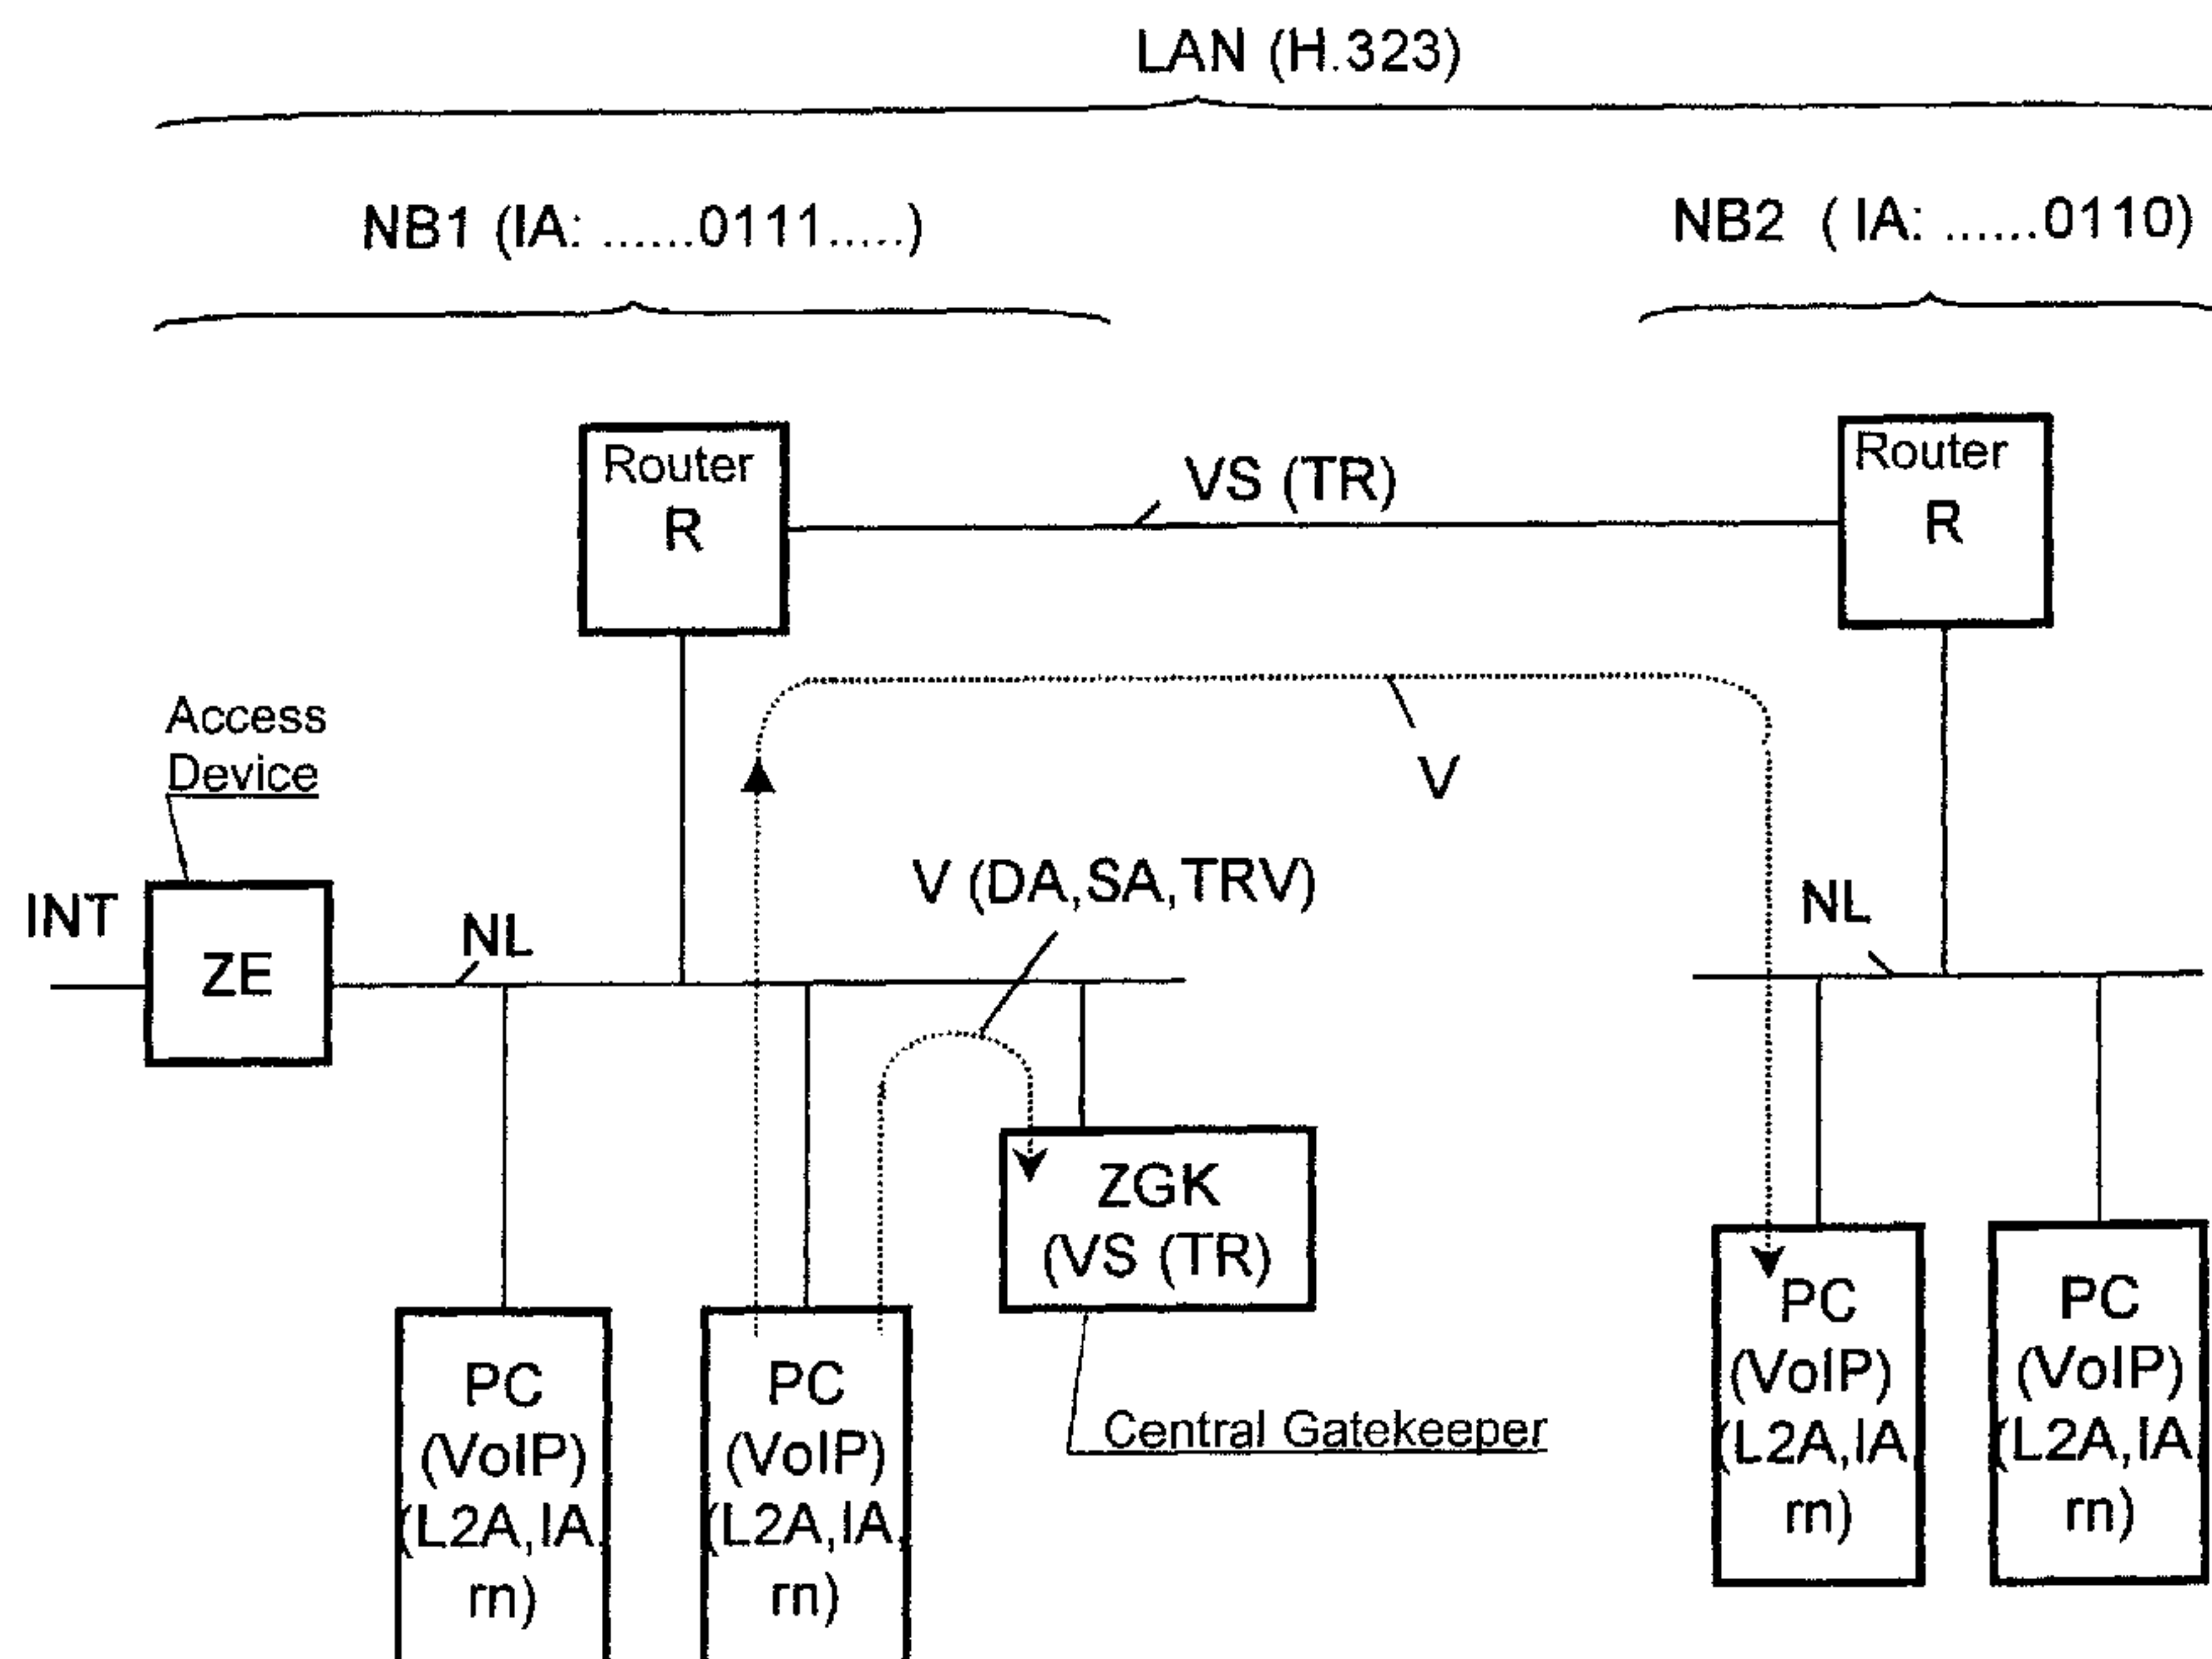 LAN (H.323)
NB1 (IA: ......0111.....)
NB2 ( IA: ......0110)
Router
R
VS (TR)
Router
R
Access
Device
V
INT
ZE
NL
V (DA,SA,TRV)
NL
ZGK
(VS (TR)
Central Gatekeeper
PC
(VoIP)
(L2A,IA,
rn)
PC
(VoIP)
(L2A,IA,
rn)
PC
(VoIP)
(L2A,IA
rn)
PC
(VoIP)
(L2A,IA
rn)